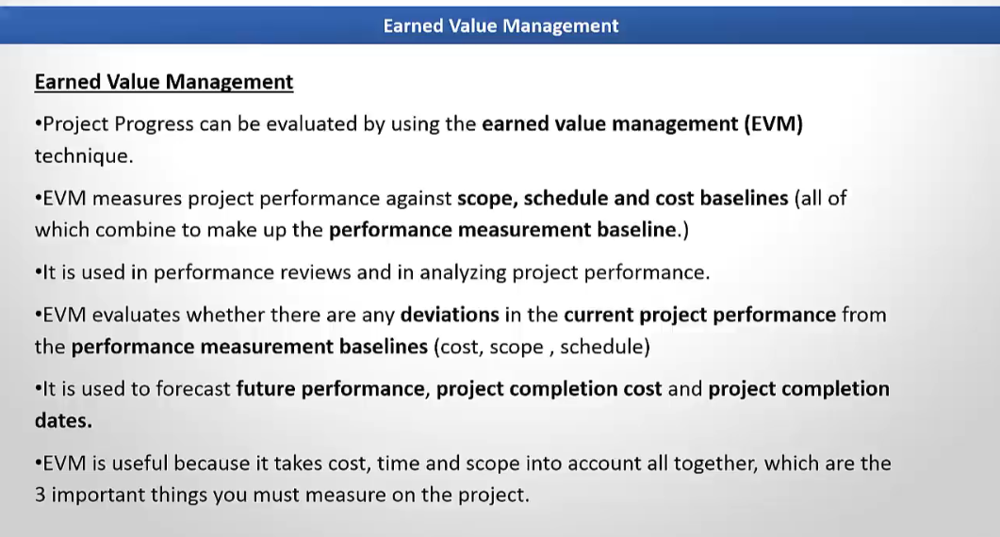 Earned Value Management
Earned Value Management
•Project Progress can be evaluated by using the earned value management (EVM)
technique.
•EVM measures project performance against scope, schedule and cost baselines (all of
which combine to make up the performance measurement baseline.)
•It is used in performance reviews and in analyzing project performance.
•EVM evaluates whether there are any deviations in the current project performance from
the performance measurement baselines (cost, scope , schedule)
•It is used to forecast future performance, project completion cost and project completion
dates.
•EVM is useful because it takes cost, time and scope into account all together, which are the
3 important things you must measure on the project.